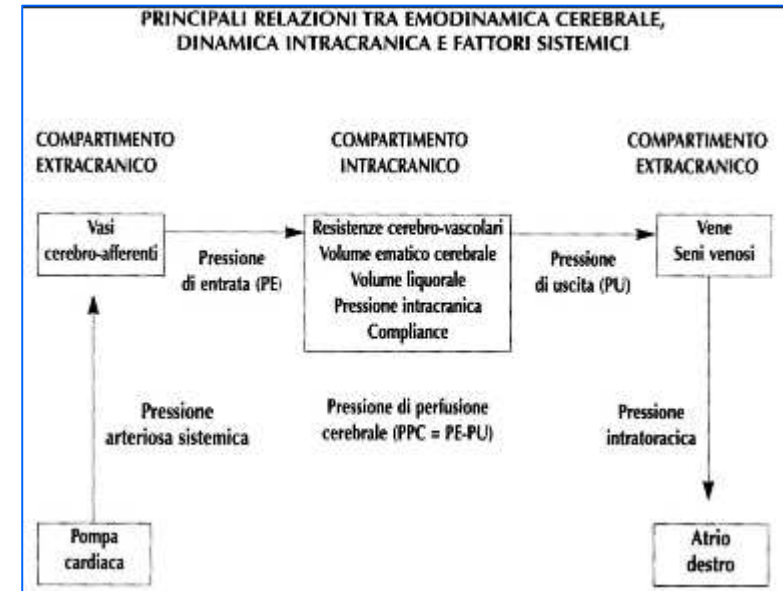 PRINCIPALI RELAZIONI TRA EMODINAMICA CEREBRALE,
DINAMICA INTRACRANICA E FATTORI SISTEMICI
COMPARTIMENTO
EXTRACRANICO
COMPARTIMENTO
INTRACRANICO
COMPARTIMENTO
EXTRACRANICO
Vasi
cerebro-afferenti
Pressione
di entrata (PE)
Resistenze cerebro-vascolari
Volume ematico cerebrale
Volume liquorale
Pressione intracranica
Compliance
Pressione
di uscita (PU)
Vene
Seni venosi
Pressione
arteriosa sistemica
Pressione di perfusione
cerebrale (PPC = PE-PU)
Pressione
intratoracica
Pompa
cardiaca
Atrio
destro